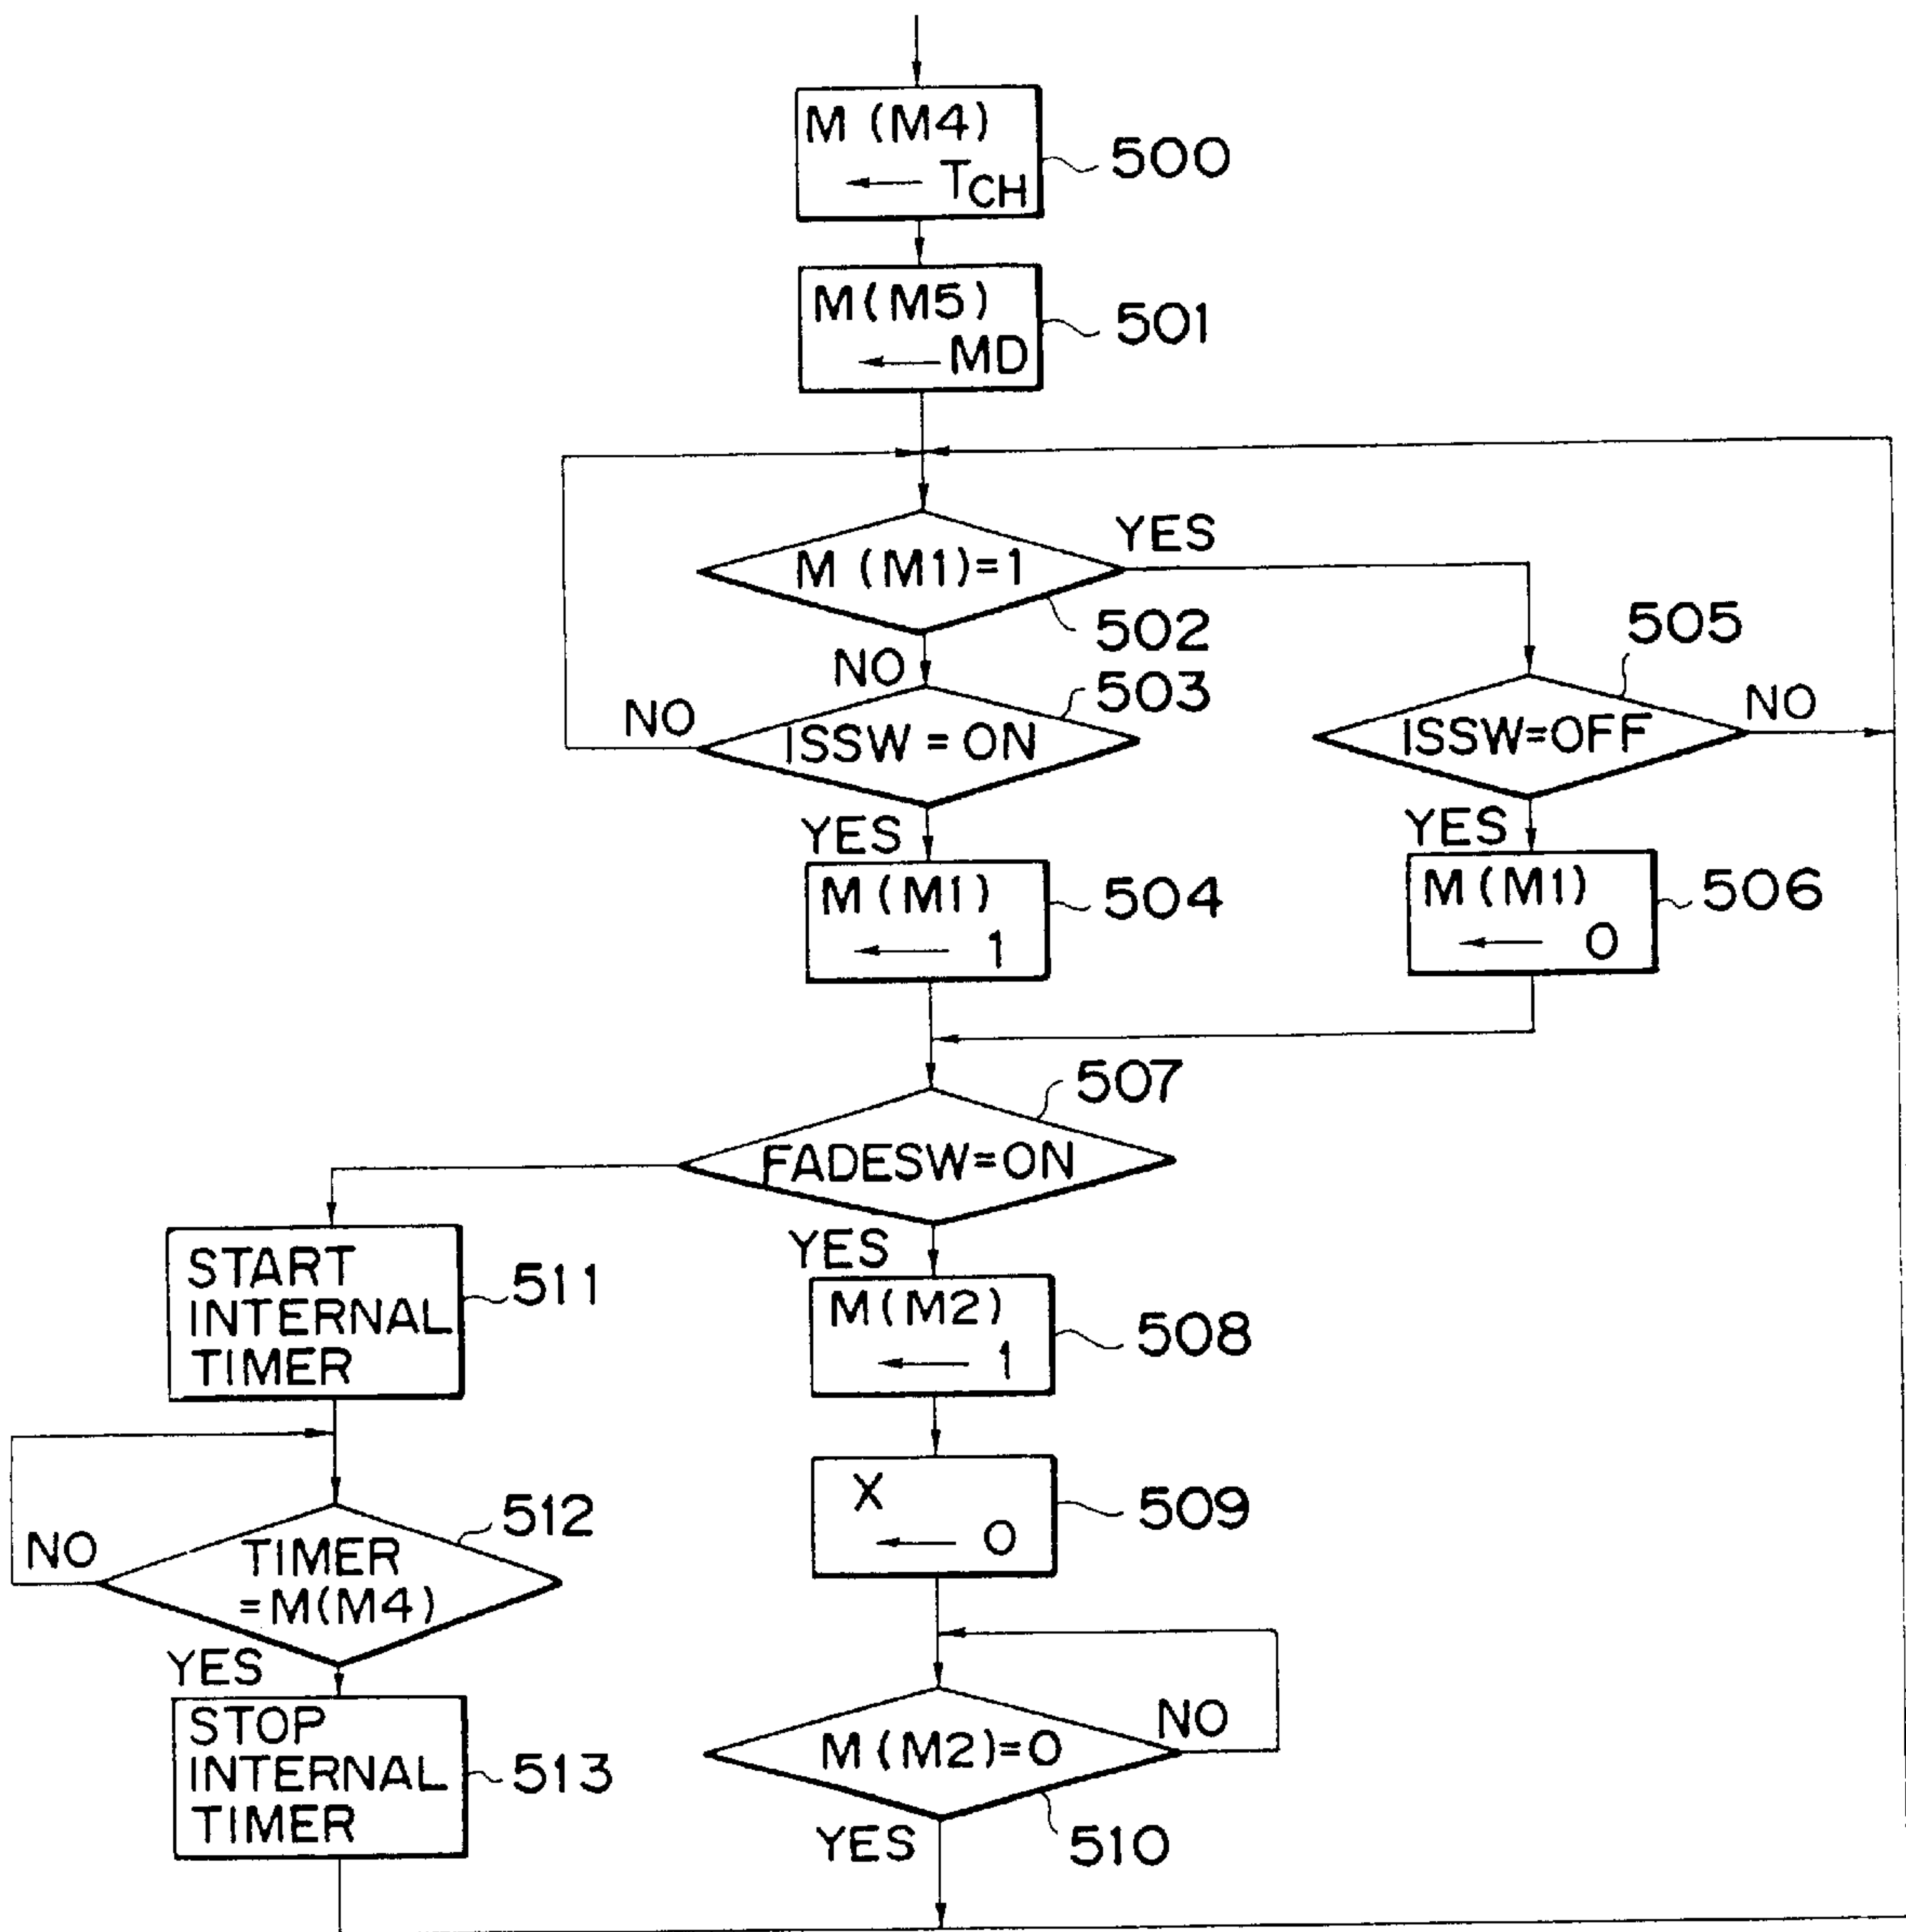 M (M4)
← TCH
500
M(M5)
← MD
501
M (M1)=1
YES
502
NO
ISSW = ON
503
NO
YES
505
ISSW=OFF
NO
YES
M(M1)
← 1
504
M(M1)
← 0
506
507
FADESW=ON
YES
START
INTERNAL
TIMER
511
M(M2)
← 1
508
X
← 0
509
512
NO
TIMER
=M(M4)
YES
STOP
INTERNAL
TIMER
513
M(M2)=0
NO
510
YES